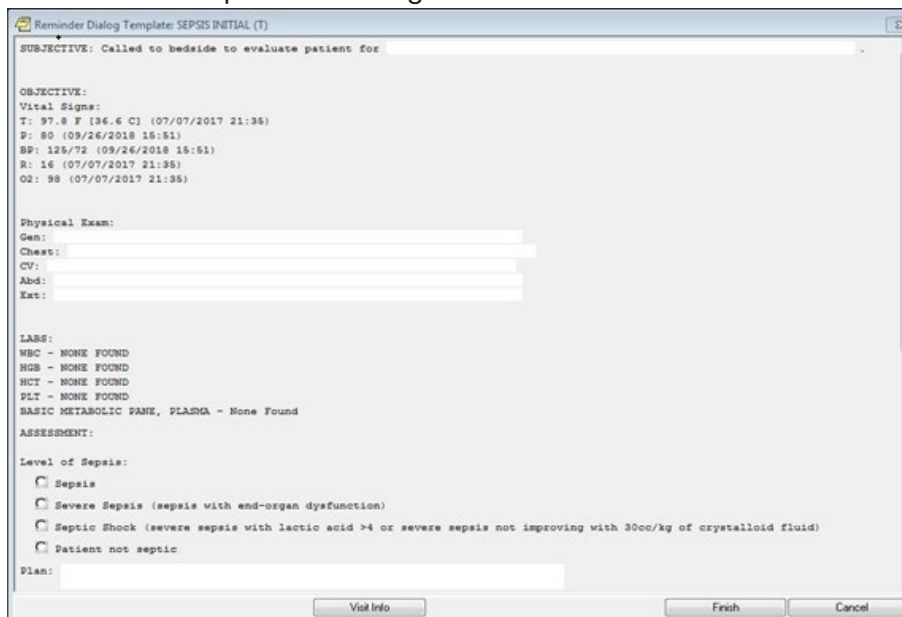 Reminder Dialog Template: SEPSIS INITIAL (T)
SUBJECTIVE: Called to bedside to evaluate patient for .
OBJECTIVE:
Vital Signs:
T: 97.8 F [36.6 C] (07/07/2017 21:35)
P: 80 (09/26/2018 15:51)
BP: 125/72 (09/26/2018 15:51)
R: 16 (07/07/2017 21:35)
O2: 98 (07/07/2017 21:35)
Physical Exam:
Gen:
Chest:
CV:
Abd:
Ext:
LABS:
WBC - NONE FOUND
HGB - NONE FOUND
HCT - NONE FOUND
PLT - NONE FOUND
BASIC METABOLIC PANE, PLASMA - None Found
ASSESSMENT:
Level of Sepsis:
Sepsis
Severe Sepsis (sepsis with end-organ dysfunction)
Septic Shock (severe sepsis with lactic acid >4 or severe sepsis not improving with 30cc/kg of crystalloid fluid)
Patient not septic
Plan:
Visit Info Finish Cancel